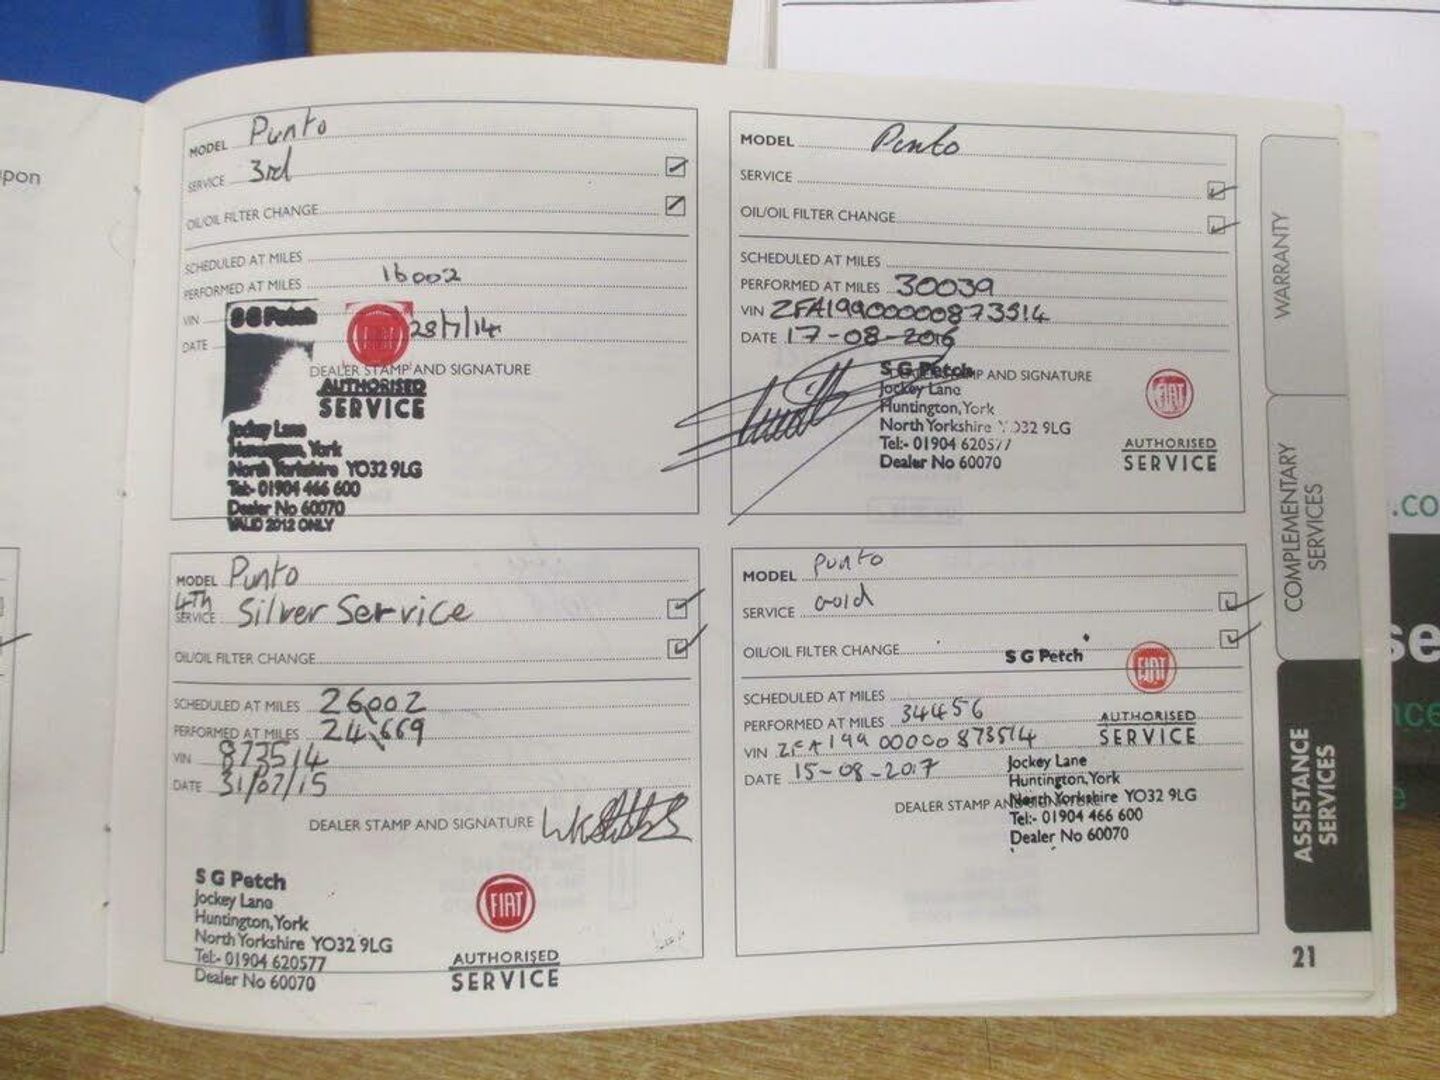 pon
MODEL Punto
SERVICE 3rd
OIL/OIL FILTER CHANGE
SCHEDULED AT MILES
PERFORMED AT MILES 16002
VIN
DATE 28/7/14
DEALER STAMP AND SIGNATURE
S G Petch
FIAT
AUTHORISED
SERVICE
Jockey Lane
Huntington, York
North Yorkshire YO32 9LG
Tel:- 01904 466 600
Dealer No 60070
VALID 2012 ONLY
MODEL Punto
SERVICE
OIL/OIL FILTER CHANGE
SCHEDULED AT MILES
PERFORMED AT MILES 30039
VIN ZFA19900000873514
DATE 17-08-2016
DEALER STAMP AND SIGNATURE
S G Petch
Jockey Lane
Huntington, York
North Yorkshire YO32 9LG
Tel:- 01904 620577
Dealer No 60070
FIAT
AUTHORISED
SERVICE
MODEL Punto
4TH
SERVICE Silver Service
OIL/OIL FILTER CHANGE
SCHEDULED AT MILES 26002
PERFORMED AT MILES 24669
VIN 873514
DATE 31/07/15
DEALER STAMP AND SIGNATURE
S G Petch
Jockey Lane
Huntington, York
North Yorkshire YO32 9LG
Tel:- 01904 620577
Dealer No 60070
FIAT
AUTHORISED
SERVICE
MODEL Punto
SERVICE Gold
OIL/OIL FILTER CHANGE
S G Petch
FIAT
SCHEDULED AT MILES
PERFORMED AT MILES 34456
AUTHORISED
SERVICE
VIN ZFA199 00000 873514
DATE 15-08-2017
DEALER STAMP AND SIGNATURE
Jockey Lane
Huntington, York
North Yorkshire YO32 9LG
Tel:- 01904 466 600
Dealer No 60070
WARRANTY
COMPLEMENTARY
SERVICES
ASSISTANCE
SERVICES
21
.co
se
nce
e